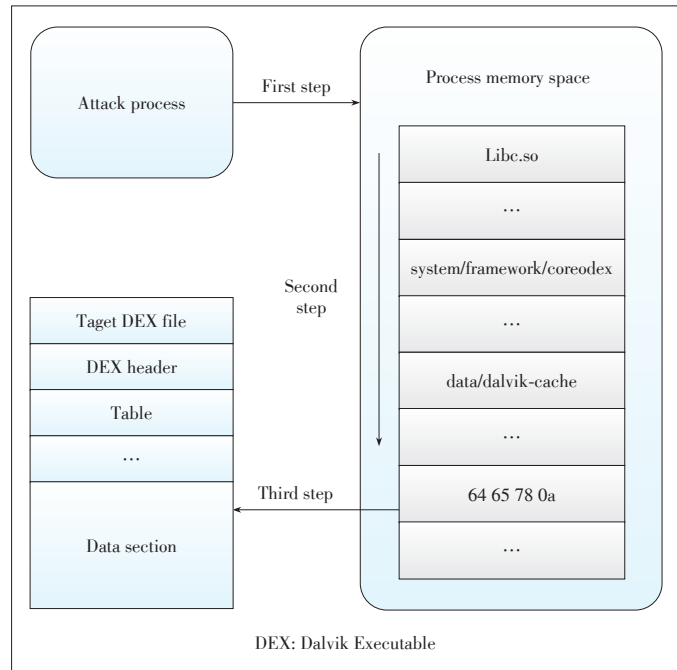 Attack process
First step
Process memory space
Libc.so
…
system/framework/coreodex
…
data/dalvik-cache
…
64 65 78 0a
…
Second
step
Taget DEX file
DEX header
Table
…
Data section
Third step
DEX: Dalvik Executable